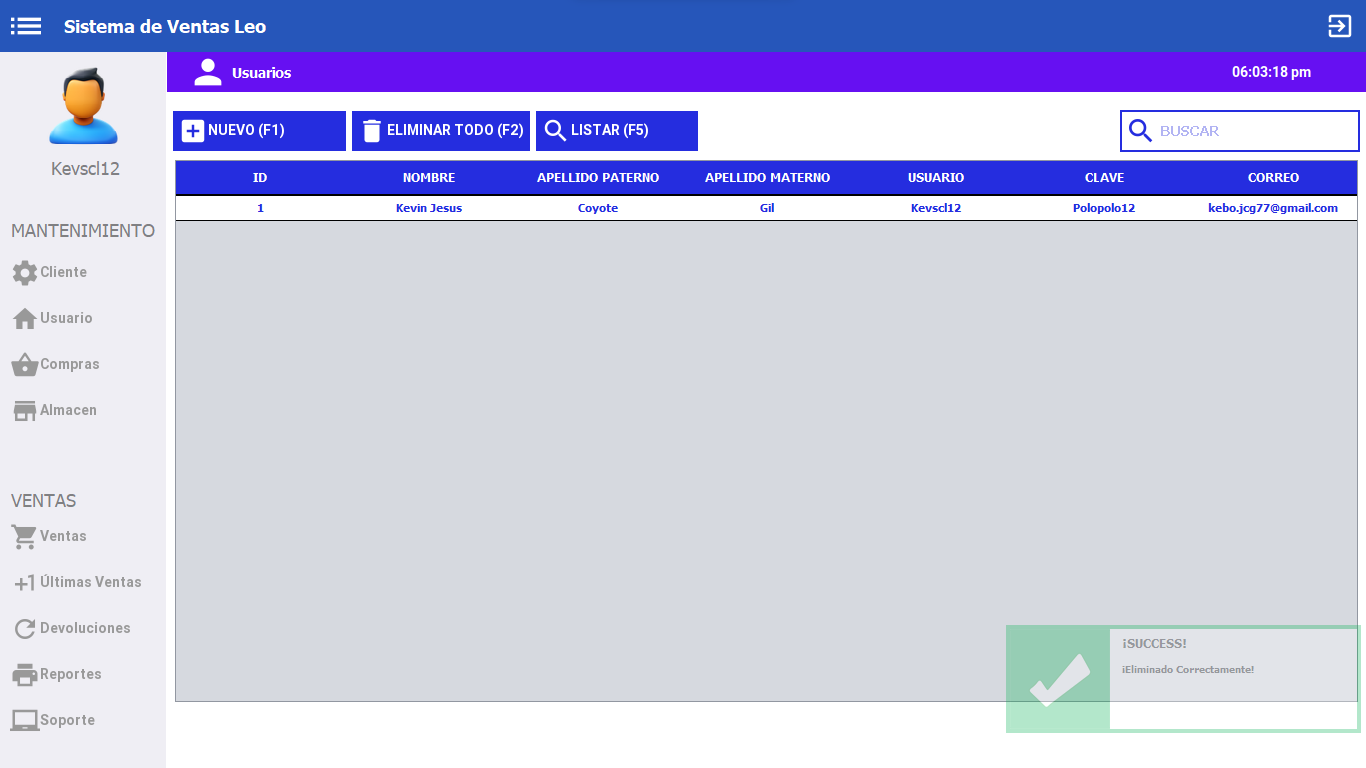 Sistema de Ventas Leo
Usuarios
06:03:18 pm
Kevscl12
MANTENIMIENTO
Cliente
Usuario
Compras
Almacen
VENTAS
Ventas
+1 Últimas Ventas
Devoluciones
Reportes
Soporte
NUEVO (F1) ELIMINAR TODO (F2) LISTAR (F5) BUSCAR
ID NOMBRE APELLIDO PATERNO APELLIDO MATERNO USUARIO CLAVE CORREO
1 Kevin Jesus Coyote Gil Kevscl12 Polopolo12 kebo.jcg77@gmail.com
¡SUCCESS!
¡Eliminado Correctamente!